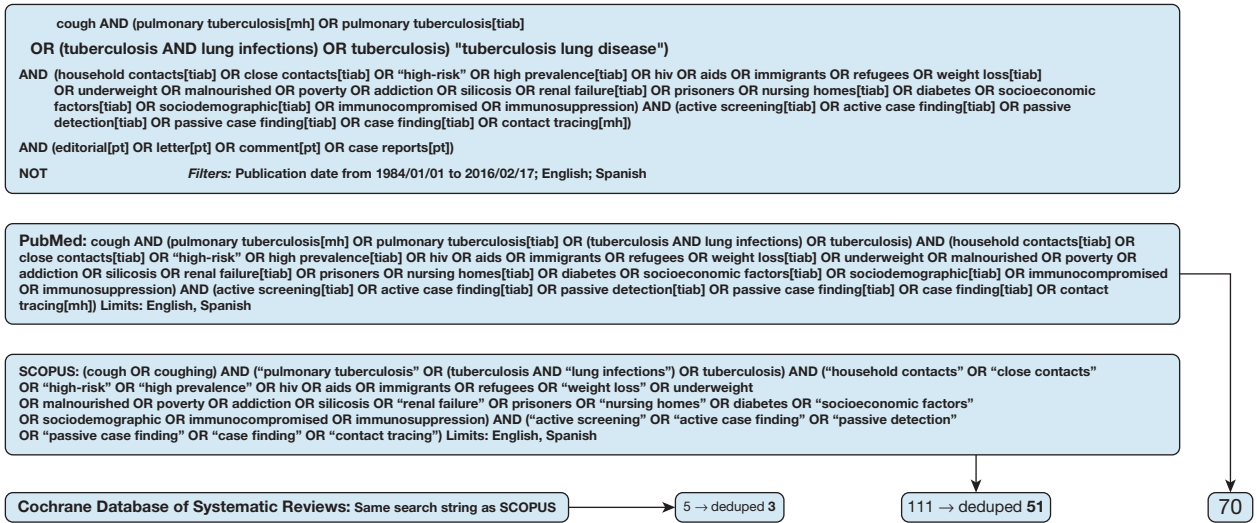 cough AND (pulmonary tuberculosis[mh] OR pulmonary tuberculosis[tiab]
OR (tuberculosis AND lung infections) OR tuberculosis) "tuberculosis lung disease")
AND (household contacts[tiab] OR close contacts[tiab] OR “high-risk” OR high prevalence[tiab] OR hiv OR aids OR immigrants OR refugees OR weight loss[tiab]
OR underweight OR malnourished OR poverty OR addiction OR silicosis OR renal failure[tiab] OR prisoners OR nursing homes[tiab] OR diabetes OR socioeconomic
factors[tiab] OR sociodemographic[tiab] OR immunocompromised OR immunosuppression) AND (active screening[tiab] OR active case finding[tiab] OR passive
detection[tiab] OR passive case finding[tiab] OR case finding[tiab] OR contact tracing[mh])
AND (editorial[pt] OR letter[pt] OR comment[pt] OR case reports[pt])
NOT Filters: Publication date from 1984/01/01 to 2016/02/17; English; Spanish
PubMed: cough AND (pulmonary tuberculosis[mh] OR pulmonary tuberculosis[tiab] OR (tuberculosis AND lung infections) OR tuberculosis) AND (household contacts[tiab] OR
close contacts[tiab] OR “high-risk” OR high prevalence[tiab] OR hiv OR aids OR immigrants OR refugees OR weight loss[tiab] OR underweight OR malnourished OR poverty OR
addiction OR silicosis OR renal failure[tiab] OR prisoners OR nursing homes[tiab] OR diabetes OR socioeconomic factors[tiab] OR sociodemographic[tiab] OR immunocompromised
OR immunosuppression) AND (active screening[tiab] OR active case finding[tiab] OR passive detection[tiab] OR passive case finding[tiab] OR case finding[tiab] OR contact
tracing[mh]) Limits: English, Spanish
SCOPUS: (cough OR coughing) AND (“pulmonary tuberculosis” OR (tuberculosis AND “lung infections”) OR tuberculosis) AND (“household contacts” OR “close contacts”
OR “high-risk” OR “high prevalence” OR hiv OR aids OR immigrants OR refugees OR “weight loss” OR underweight
OR malnourished OR poverty OR addiction OR silicosis OR “renal failure” OR prisoners OR “nursing homes” OR diabetes OR “socioeconomic factors”
OR sociodemographic OR immunocompromised OR immunosuppression) AND (“active screening” OR “active case finding” OR “passive detection”
OR “passive case finding” OR “case finding” OR “contact tracing”) Limits: English, Spanish
Cochrane Database of Systematic Reviews: Same search string as SCOPUS
5 → deduped 3
111 → deduped 51
70